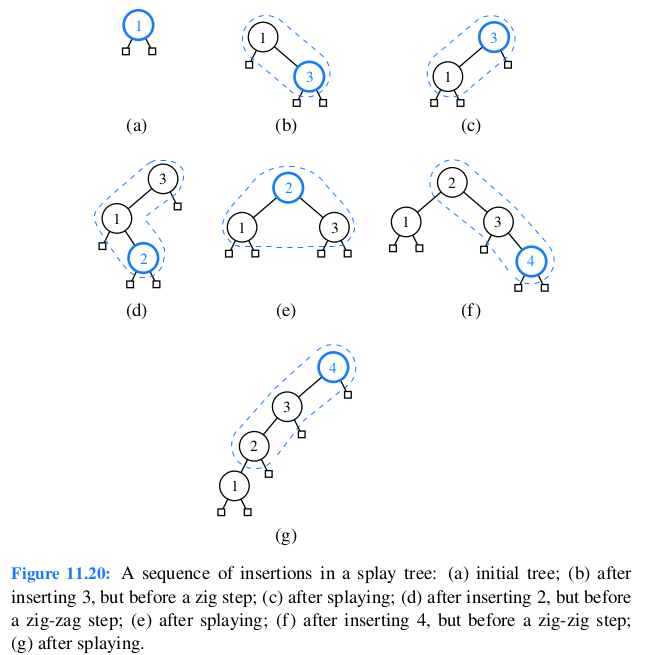 1
1
3
3
1
(a)
(b)
(c)
3
1
2
2
1
3
2
1
3
4
(d)
(e)
(f)
4
3
2
1
(g)
Figure 11.20: A sequence of insertions in a splay tree: (a) initial tree; (b) after
inserting 3, but before a zig step; (c) after splaying; (d) after inserting 2, but before
a zig-zag step; (e) after splaying; (f) after inserting 4, but before a zig-zig step;
(g) after splaying.